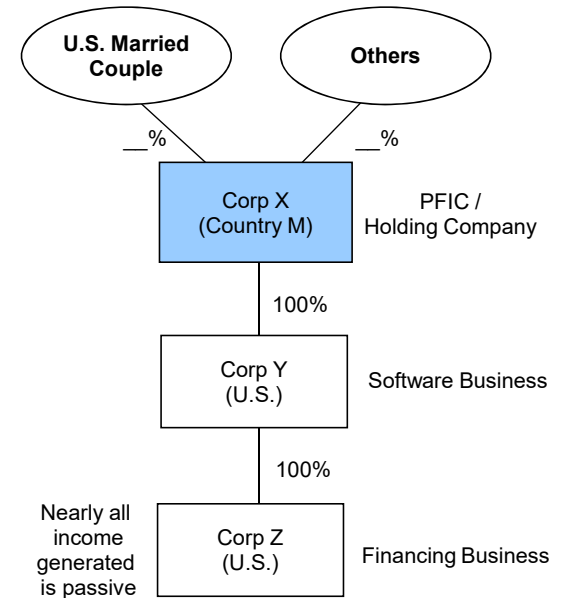 U.S. Married
Couple
Others
__%
__%
Corp X
(Country M)
PFIC /
Holding Company
100%
Corp Y
(U.S.)
Software Business
100%
Nearly all
income
generated
is passive
Corp Z
(U.S.)
Financing Business